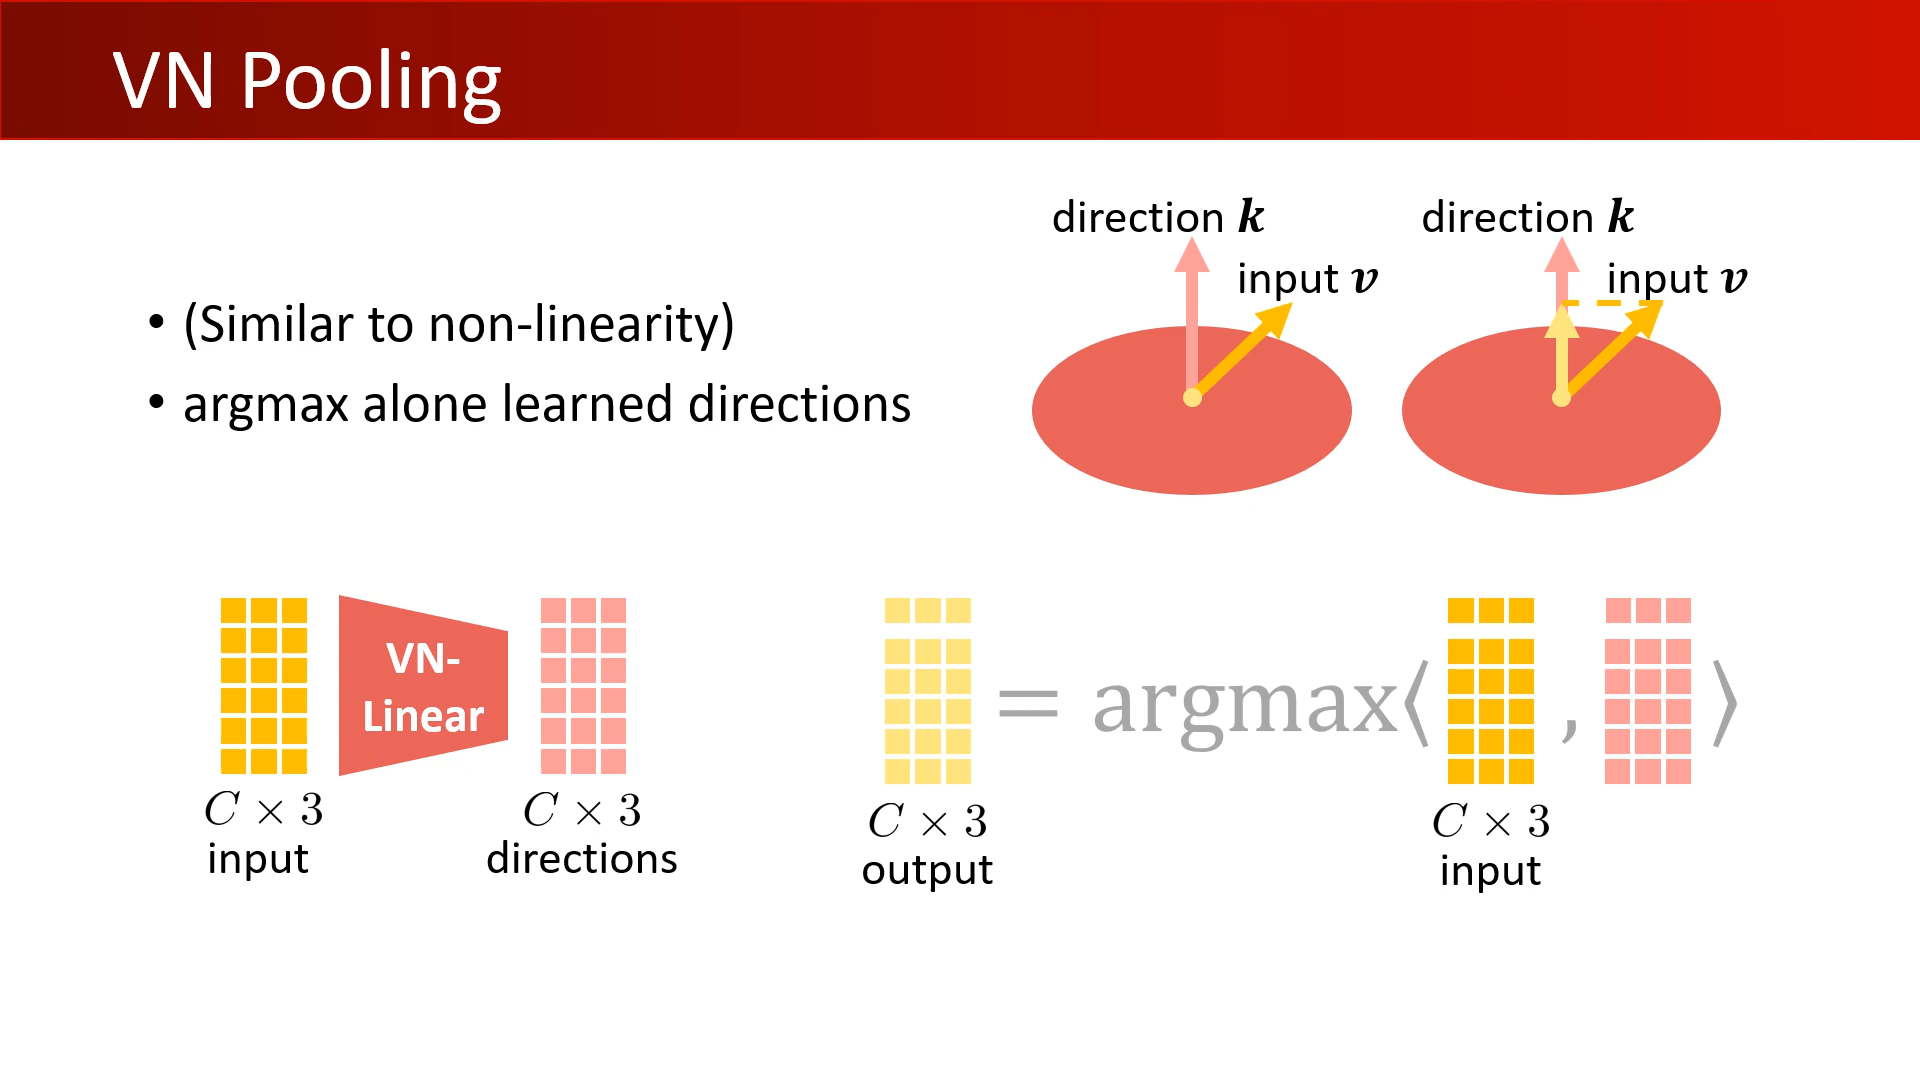 VN Pooling
• (Similar to non-linearity)
• argmax alone learned directions
direction k
input v
direction k
input v
VN-
Linear
C × 3
input
C × 3
directions
= argmax⟨ , ⟩
C × 3
output
C × 3
input